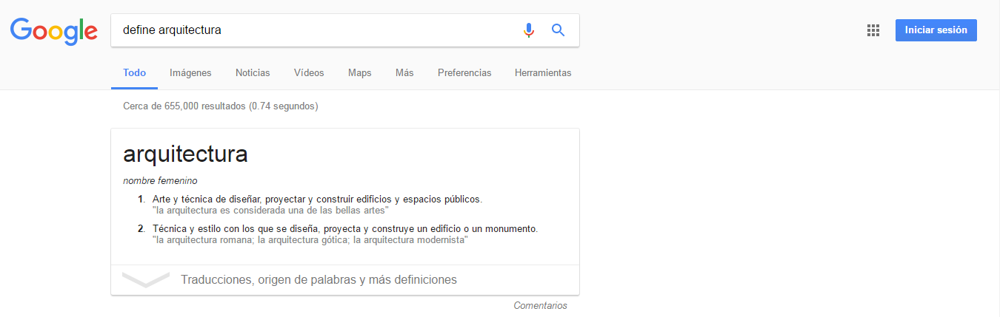 Google
define arquitectura
Iniciar sesión
Todo Imágenes Noticias Vídeos Maps Más Preferencias Herramientas
Cerca de 655,000 resultados (0.74 segundos)
arquitectura
nombre femenino
1. Arte y técnica de diseñar, proyectar y construir edificios y espacios públicos.
"la arquitectura es considerada una de las bellas artes"
2. Técnica y estilo con los que se diseña, proyecta y construye un edificio o un monumento.
"la arquitectura romana; la arquitectura gótica; la arquitectura modernista"
Traducciones, origen de palabras y más definiciones
Comentarios